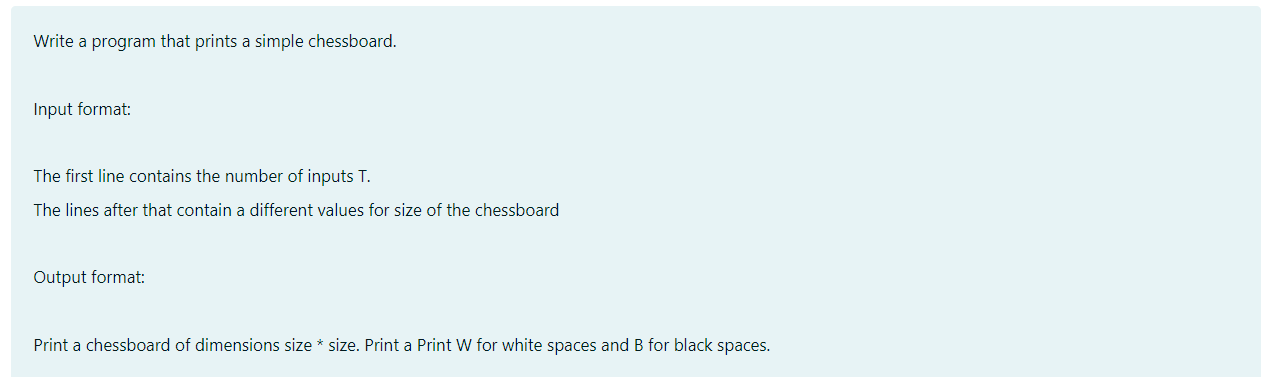 Write a program that prints a simple chessboard.
Input format:
The first line contains the number of inputs T.
The lines after that contain a different values for size of the chessboard
Output format:
Print a chessboard of dimensions size * size. Print a Print W for white spaces and B for black spaces.